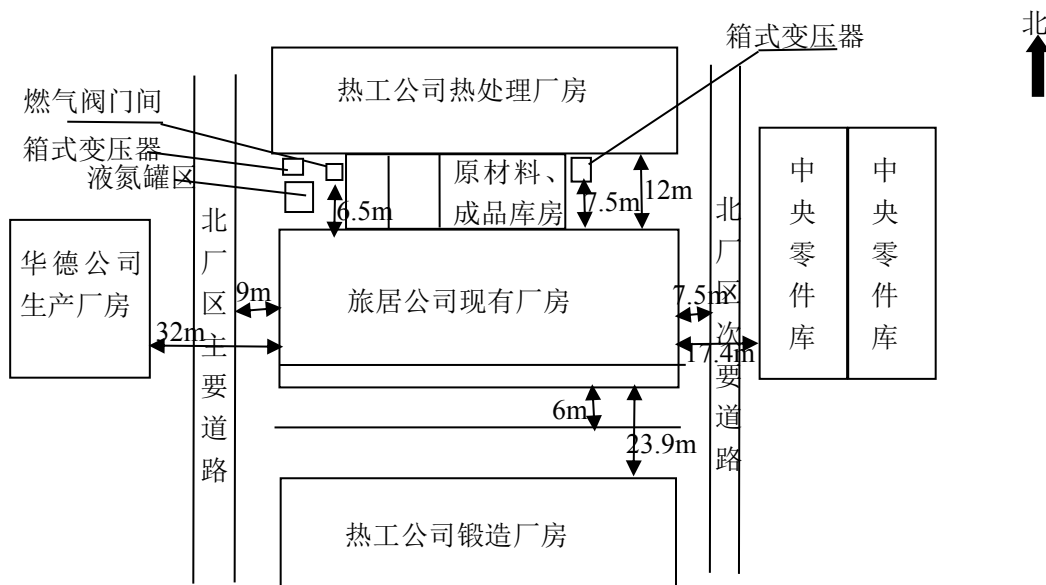 北
箱式变压器
热工公司热处理厂房
燃气阀门间
箱式变压器
液氮罐区
原材料、
成品库房
12m
6.5m
7.5m
中央零件库
中央零件库
北厂区主要道路
北厂区次要道路
华德公司
生产厂房
9m
旅居公司现有厂房
7.5m
32m
17.4m
6m
23.9m
热工公司锻造厂房